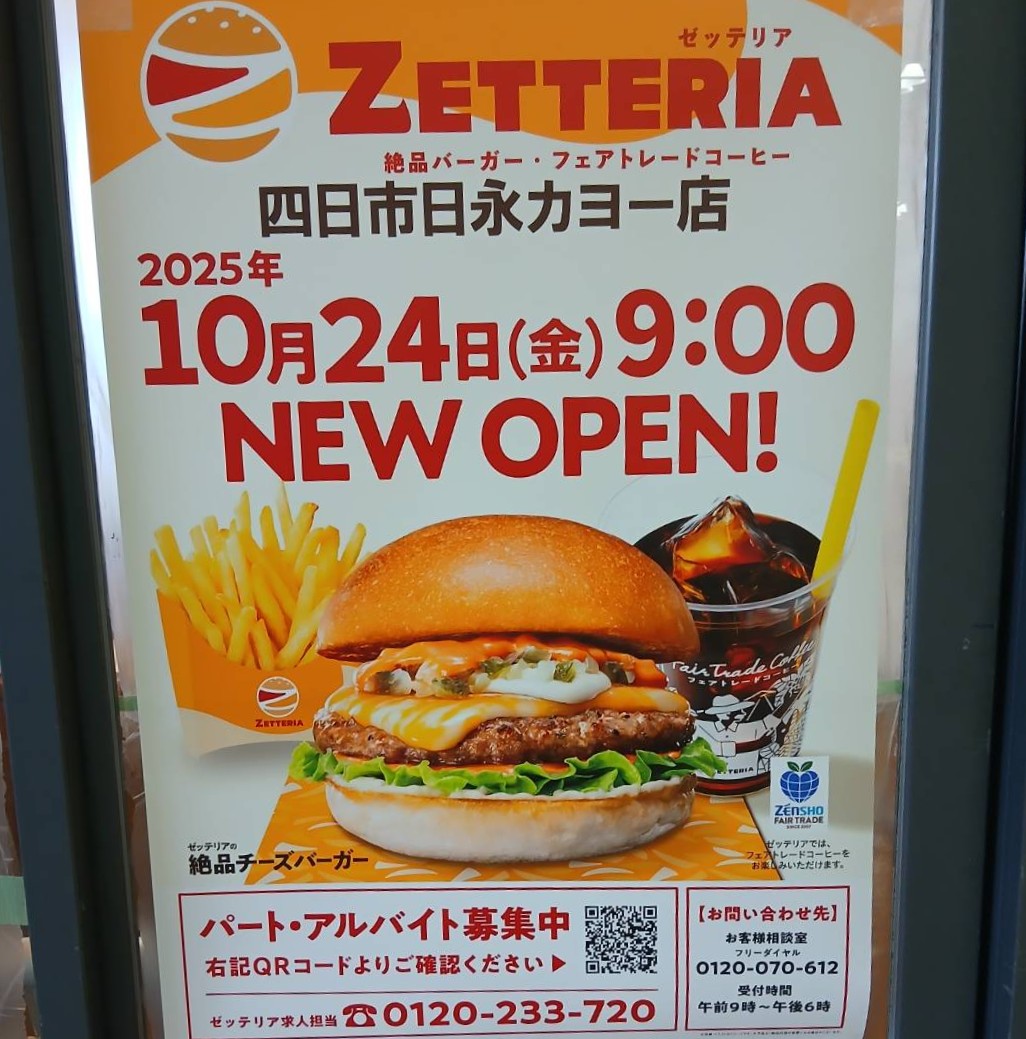 ゼッテリア
ZETTERIA
絶品バーガー・フェアトレードコーヒー
四日市日永カヨー店
2025年
10月24日(金)9:00
NEW OPEN!
Fair Trade Coffee
フェアトレードコーヒー
ZETTERIA
ZETTERIA
ZENSHO
FAIR TRADE
SINCE 2007
ゼッテリアでは、
フェアトレードコーヒーを
お楽しみいただけます。
ゼッテリアの
絶品チーズバーガー
パート・アルバイト募集中
右記QRコードよりご確認ください▶
ゼッテリア求人担当 ☎0120-233-720
【お問い合わせ先】
お客様相談室
フリーダイヤル
0120-070-612
受付時間
午前9時～午後6時